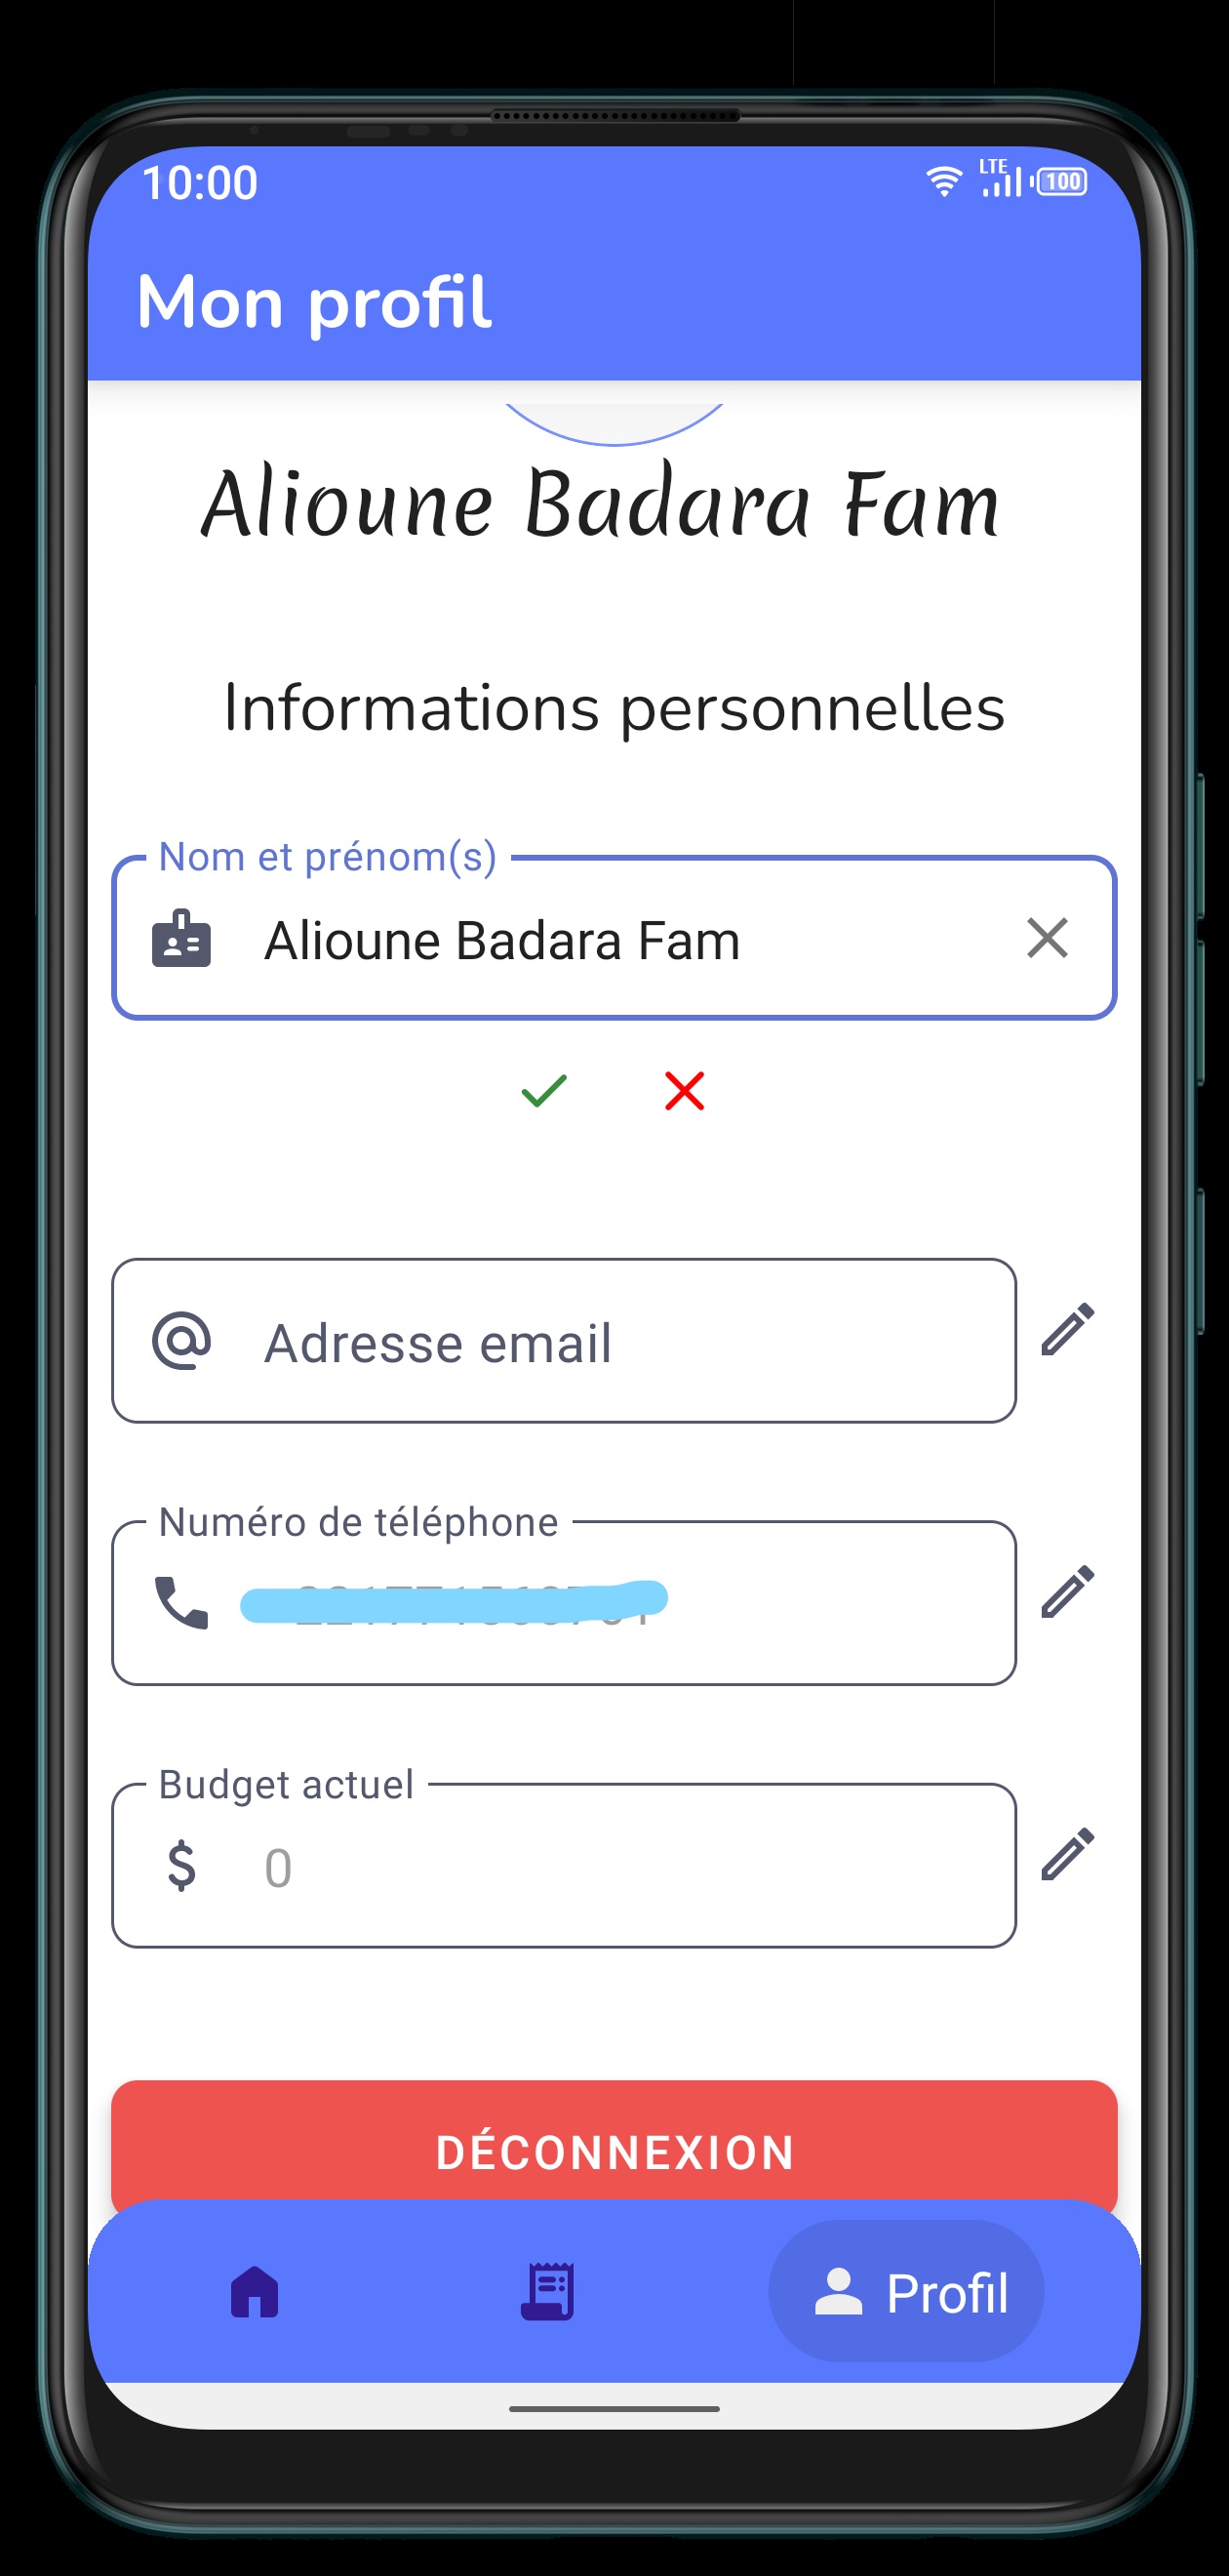 10:00 LTE 100
Mon profil
Alioune Badara Fam
Informations personnelles
Nom et prénom(s)
Alioune Badara Fam
Adresse email
Numéro de téléphone
Budget actuel
$ 0
DÉCONNEXION
Profil